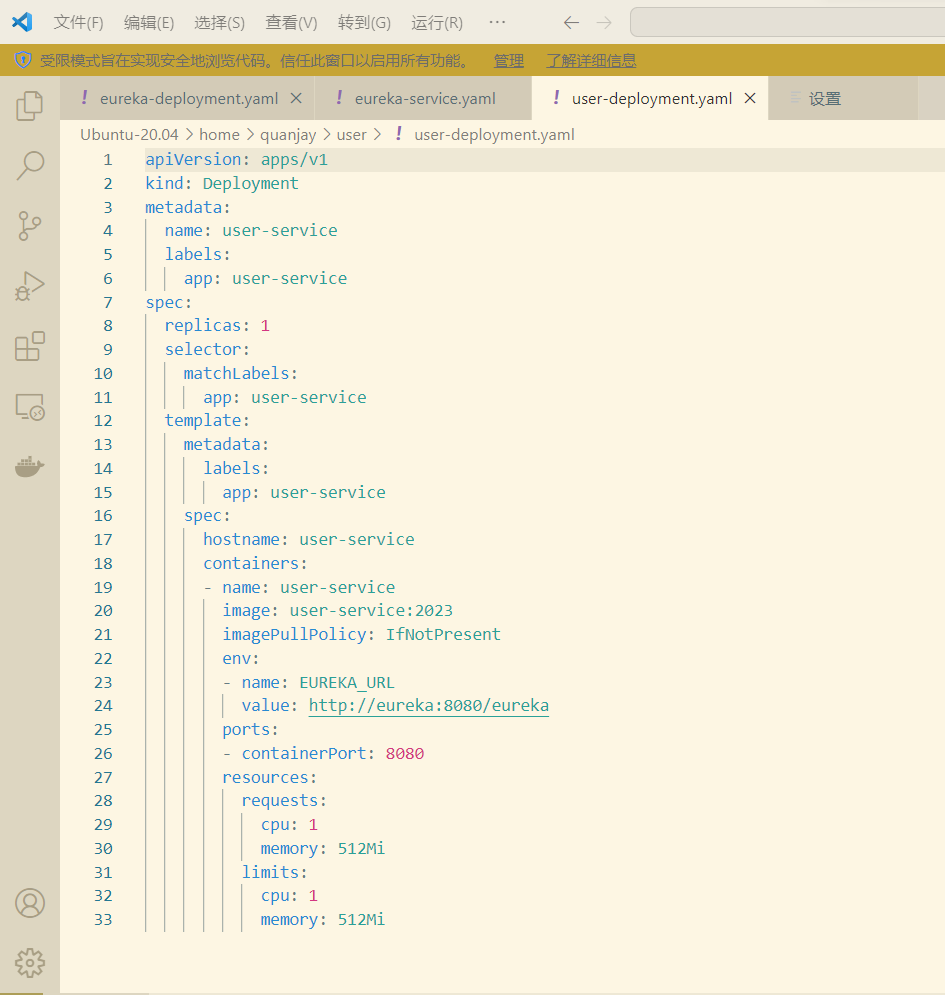 文件(F) 编辑(E) 选择(S) 查看(V) 转到(G) 运行(R) ···
受限模式旨在实现安全地浏览代码。信任此窗口以启用所有功能。 管理 了解详细信息
! eureka-deployment.yaml ! eureka-service.yaml ! user-deployment.yaml 设置
Ubuntu-20.04 > home > quanjay > user > ! user-deployment.yaml
1 apiVersion: apps/v1
2 kind: Deployment
3 metadata:
4   name: user-service
5   labels:
6     app: user-service
7 spec:
8   replicas: 1
9   selector:
10     matchLabels:
11       app: user-service
12   template:
13     metadata:
14       labels:
15         app: user-service
16     spec:
17       hostname: user-service
18       containers:
19       - name: user-service
20         image: user-service:2023
21         imagePullPolicy: IfNotPresent
22         env:
23         - name: EUREKA_URL
24           value: http://eureka:8080/eureka
25         ports:
26         - containerPort: 8080
27         resources:
28           requests:
29             cpu: 1
30             memory: 512Mi
31           limits:
32             cpu: 1
33             memory: 512Mi